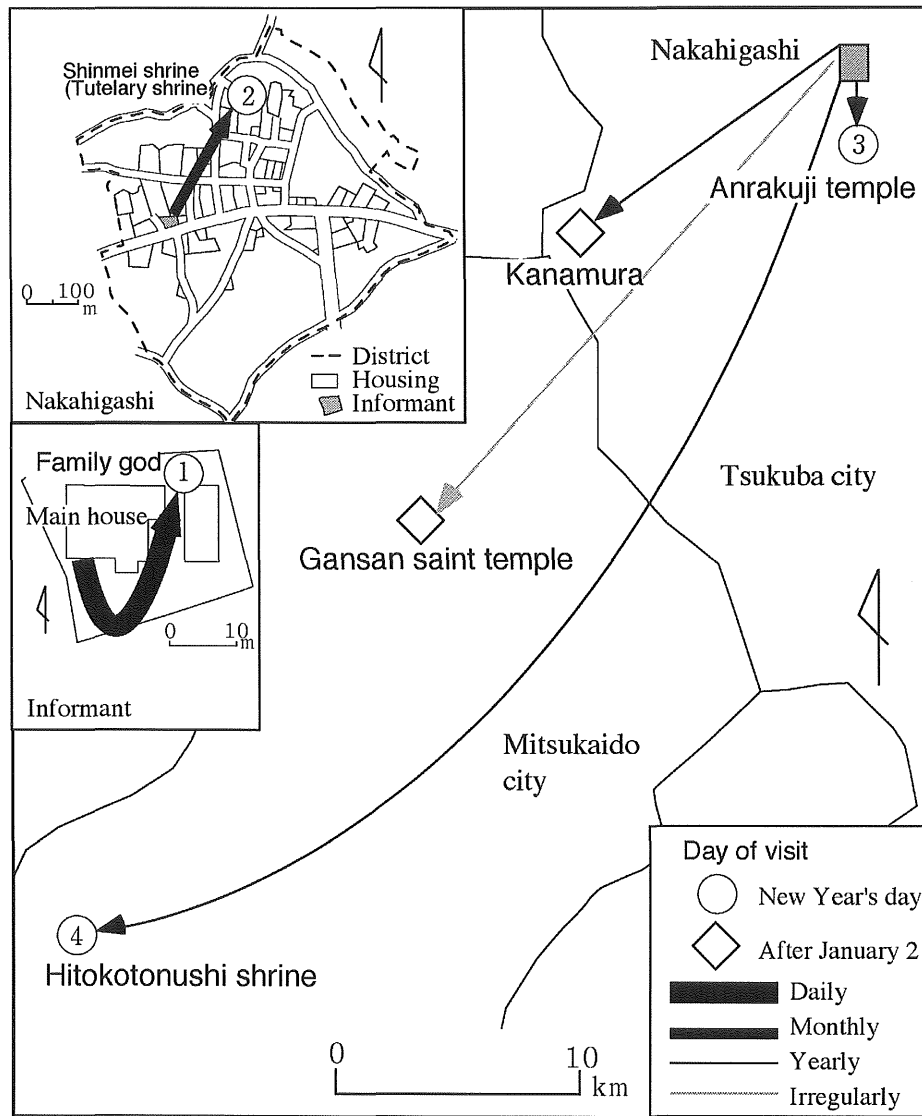 Shinmei shrine
(Tutelary shrine)
2
0 100
m
District
Housing
Informant
Nakahigashi
Nakahigashi
3
Anrakuji temple
Kanamura
Family god
1
Main house
0 10
m
Informant
Gansan saint temple
Tsukuba city
Mitsukaido
city
4
Hitokotonushi shrine
0 10
km
Day of visit
New Year's day
After January 2
Daily
Monthly
Yearly
Irregularly